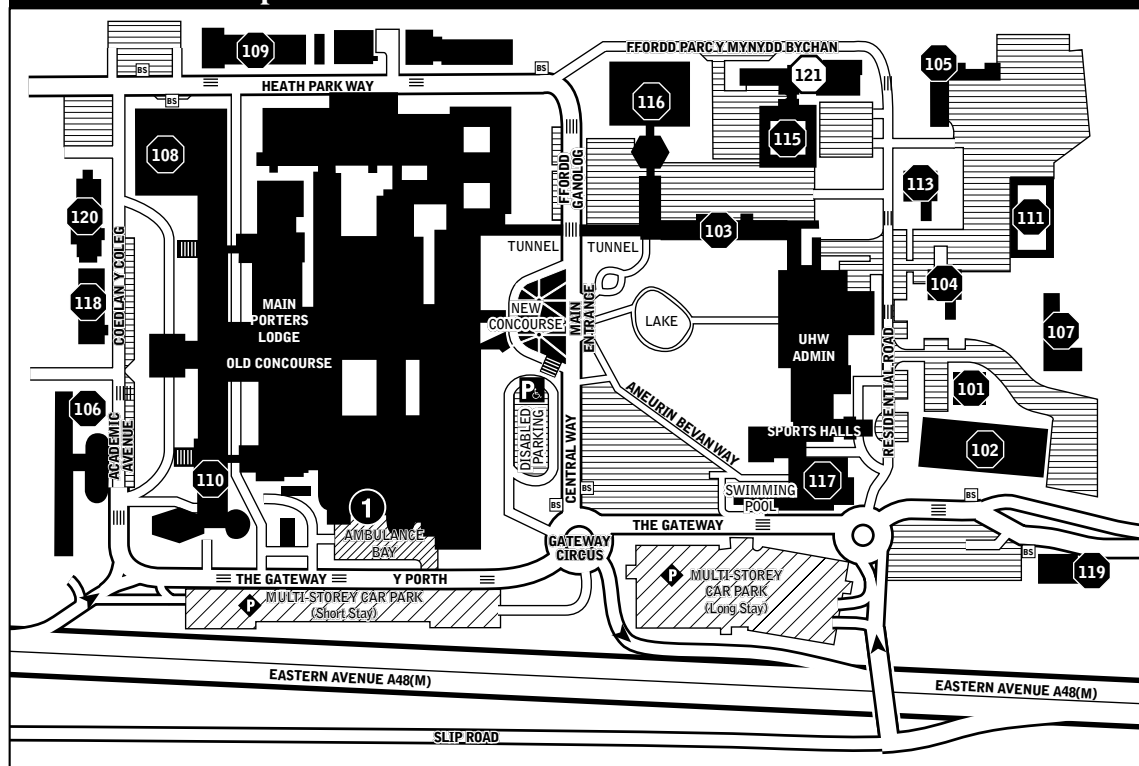 109
HEATH PARK WAY
BS
BS
BS
FFORDD PARC Y MYNYDD BYCHAN
121
105
116
115
108
113
111
120
118
COEDLAN Y COLEG
FFORDD
GANOLOG
103
TUNNEL
TUNNEL
104
107
MAIN
PORTERS
LODGE
OLD CONCOURSE
NEW
CONCOURSE
MAIN
ENTRANCE
LAKE
UHW
ADMIN
RESIDENTIAL ROAD
101
102
106
ACADEMIC
AVENUE
110
P
DISABLED
PARKING
CENTRAL WAY
ANEURIN BEVAN WAY
SPORTS HALLS
117
SWIMMING
POOL
BS
BS
BS
BS
1
AMBULANCE
BAY
GATEWAY
CIRCUS
THE GATEWAY
119
THE GATEWAY
Y PORTH
P
MULTI-STOREY CAR PARK
(Short Stay)
P
MULTI-STOREY
CAR PARK
(Long Stay)
EASTERN AVENUE A48(M)
EASTERN AVENUE A48(M)
SLIP ROAD